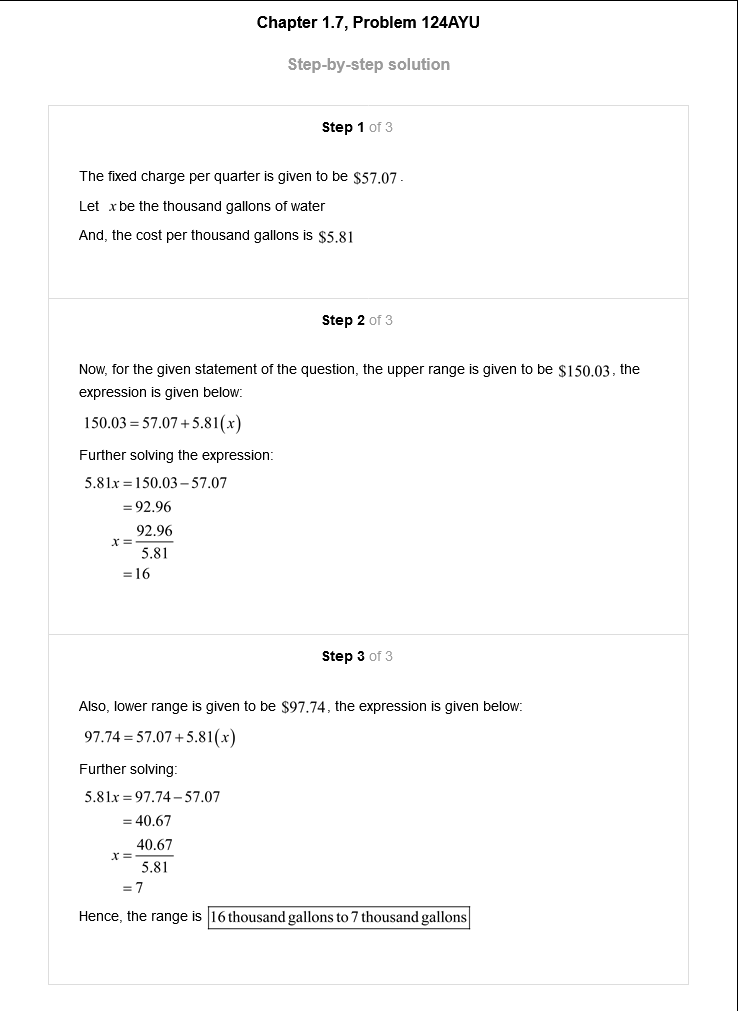 Chapter 1.7, Problem 124AYU
Step-by-step solution
Step 1 of 3
The fixed charge per quarter is given to be $57.07.
Let x be the thousand gallons of water
And, the cost per thousand gallons is $5.81
Step 2 of 3
Now, for the given statement of the question, the upper range is given to be $150.03, the
expression is given below:
150.03 = 57.07 + 5.81(x)
Further solving the expression:
5.81x = 150.03 – 57.07
= 92.96
x = 92.96/5.81
= 16
Step 3 of 3
Also, lower range is given to be $97.74, the expression is given below:
97.74 = 57.07 + 5.81(x)
Further solving:
5.81x = 97.74 – 57.07
= 40.67
x = 40.67/5.81
= 7
Hence, the range is 16 thousand gallons to 7 thousand gallons